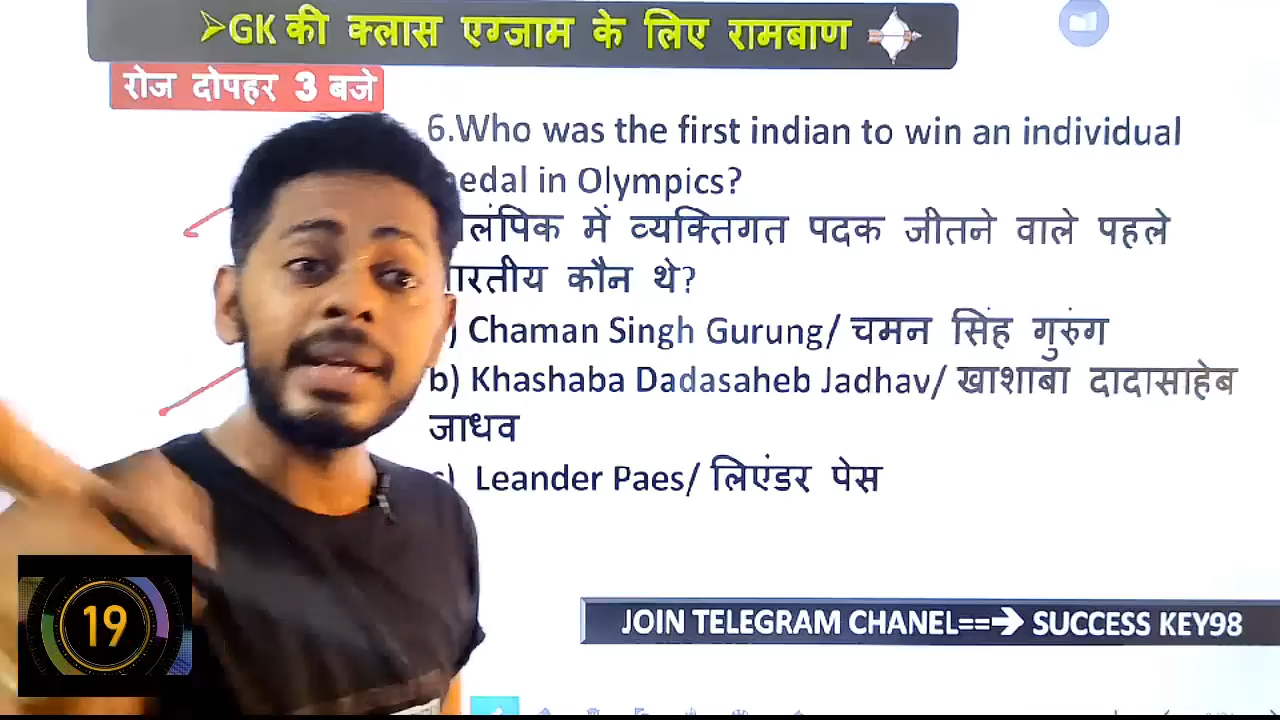 ➢GK की क्लास एग्जाम के लिए रामबाण
रोज दोपहर 3 बजे
6.Who was the first indian to win an individual
medal in Olympics?
लंपिक में व्यक्तिगत पदक जीतने वाले पहले
भारतीय कौन थे?
) Chaman Singh Gurung/ चमन सिंह गुरुंग
b) Khashaba Dadasaheb Jadhav/ खाशाबा दादासाहेब
जाधव
c) Leander Paes/ लिएंडर पेस
19
JOIN TELEGRAM CHANEL==➔ SUCCESS KEY98